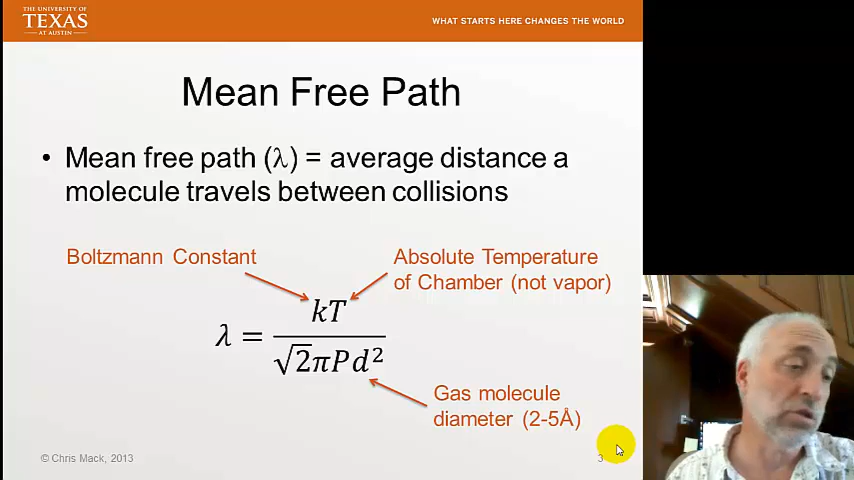 THE UNIVERSITY OF
TEXAS
AT AUSTIN
WHAT STARTS HERE CHANGES THE WORLD
Mean Free Path
• Mean free path (λ) = average distance a
molecule travels between collisions
Boltzmann Constant
Absolute Temperature
of Chamber (not vapor)
λ = kT / √2πPd²
Gas molecule
diameter (2-5Å)
© Chris Mack, 2013
3